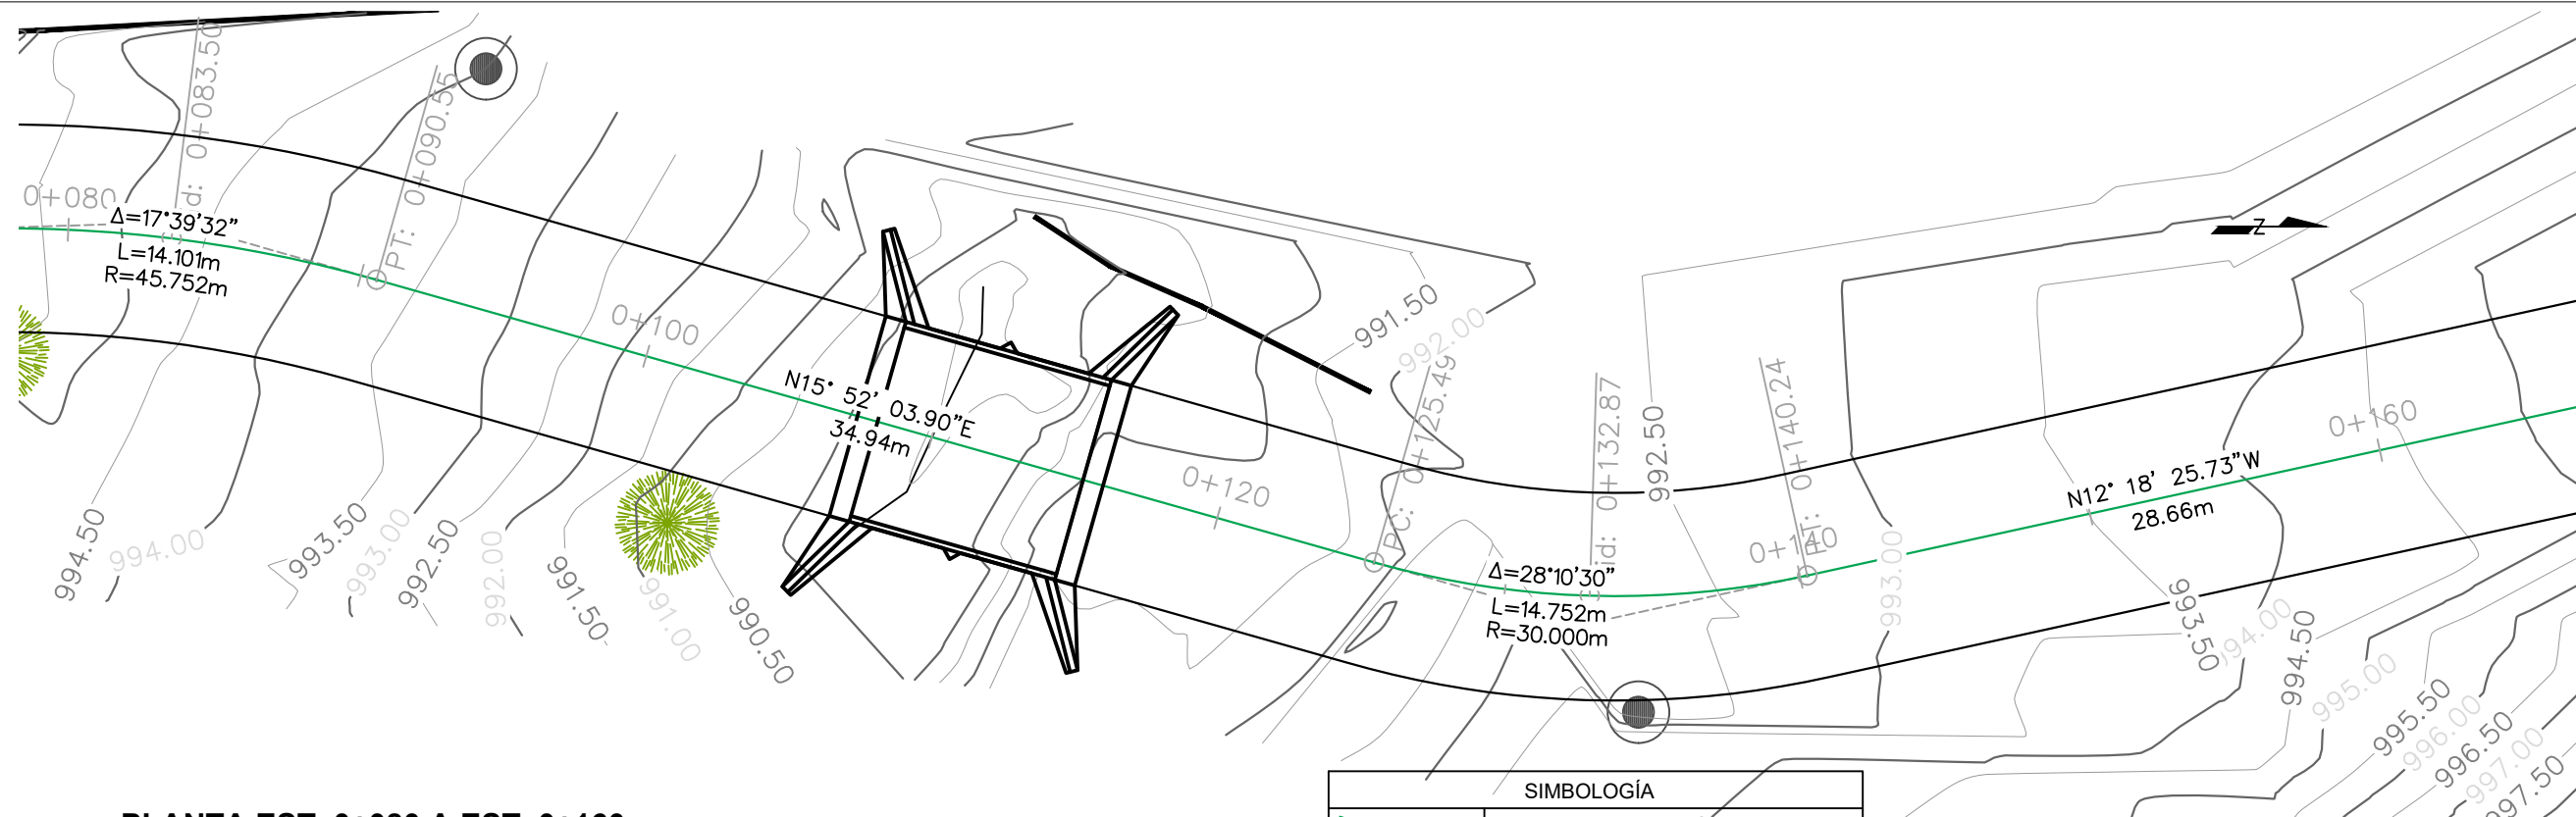 0+083.50
PT: 0+090.55
0+080
Δ=17°39'32"
L=14.101m
R=45.752m
0+100
N15° 52' 03.90"E
34.94m
0+120
991.50
992.00
PC: 0+125.49
0+132.87
992.50
0+140.24
0+140
Δ=28°10'30"
L=14.752m
R=30.000m
Z
0+160
N12° 18' 25.73"W
28.66m
994.50
994.00
993.50
993.00
992.50
992.00
991.50
991.00
990.50
993.00
993.50
994.00
994.50
995.00
995.50
996.00
996.50
997.00
997.50
SIMBOLOGÍA